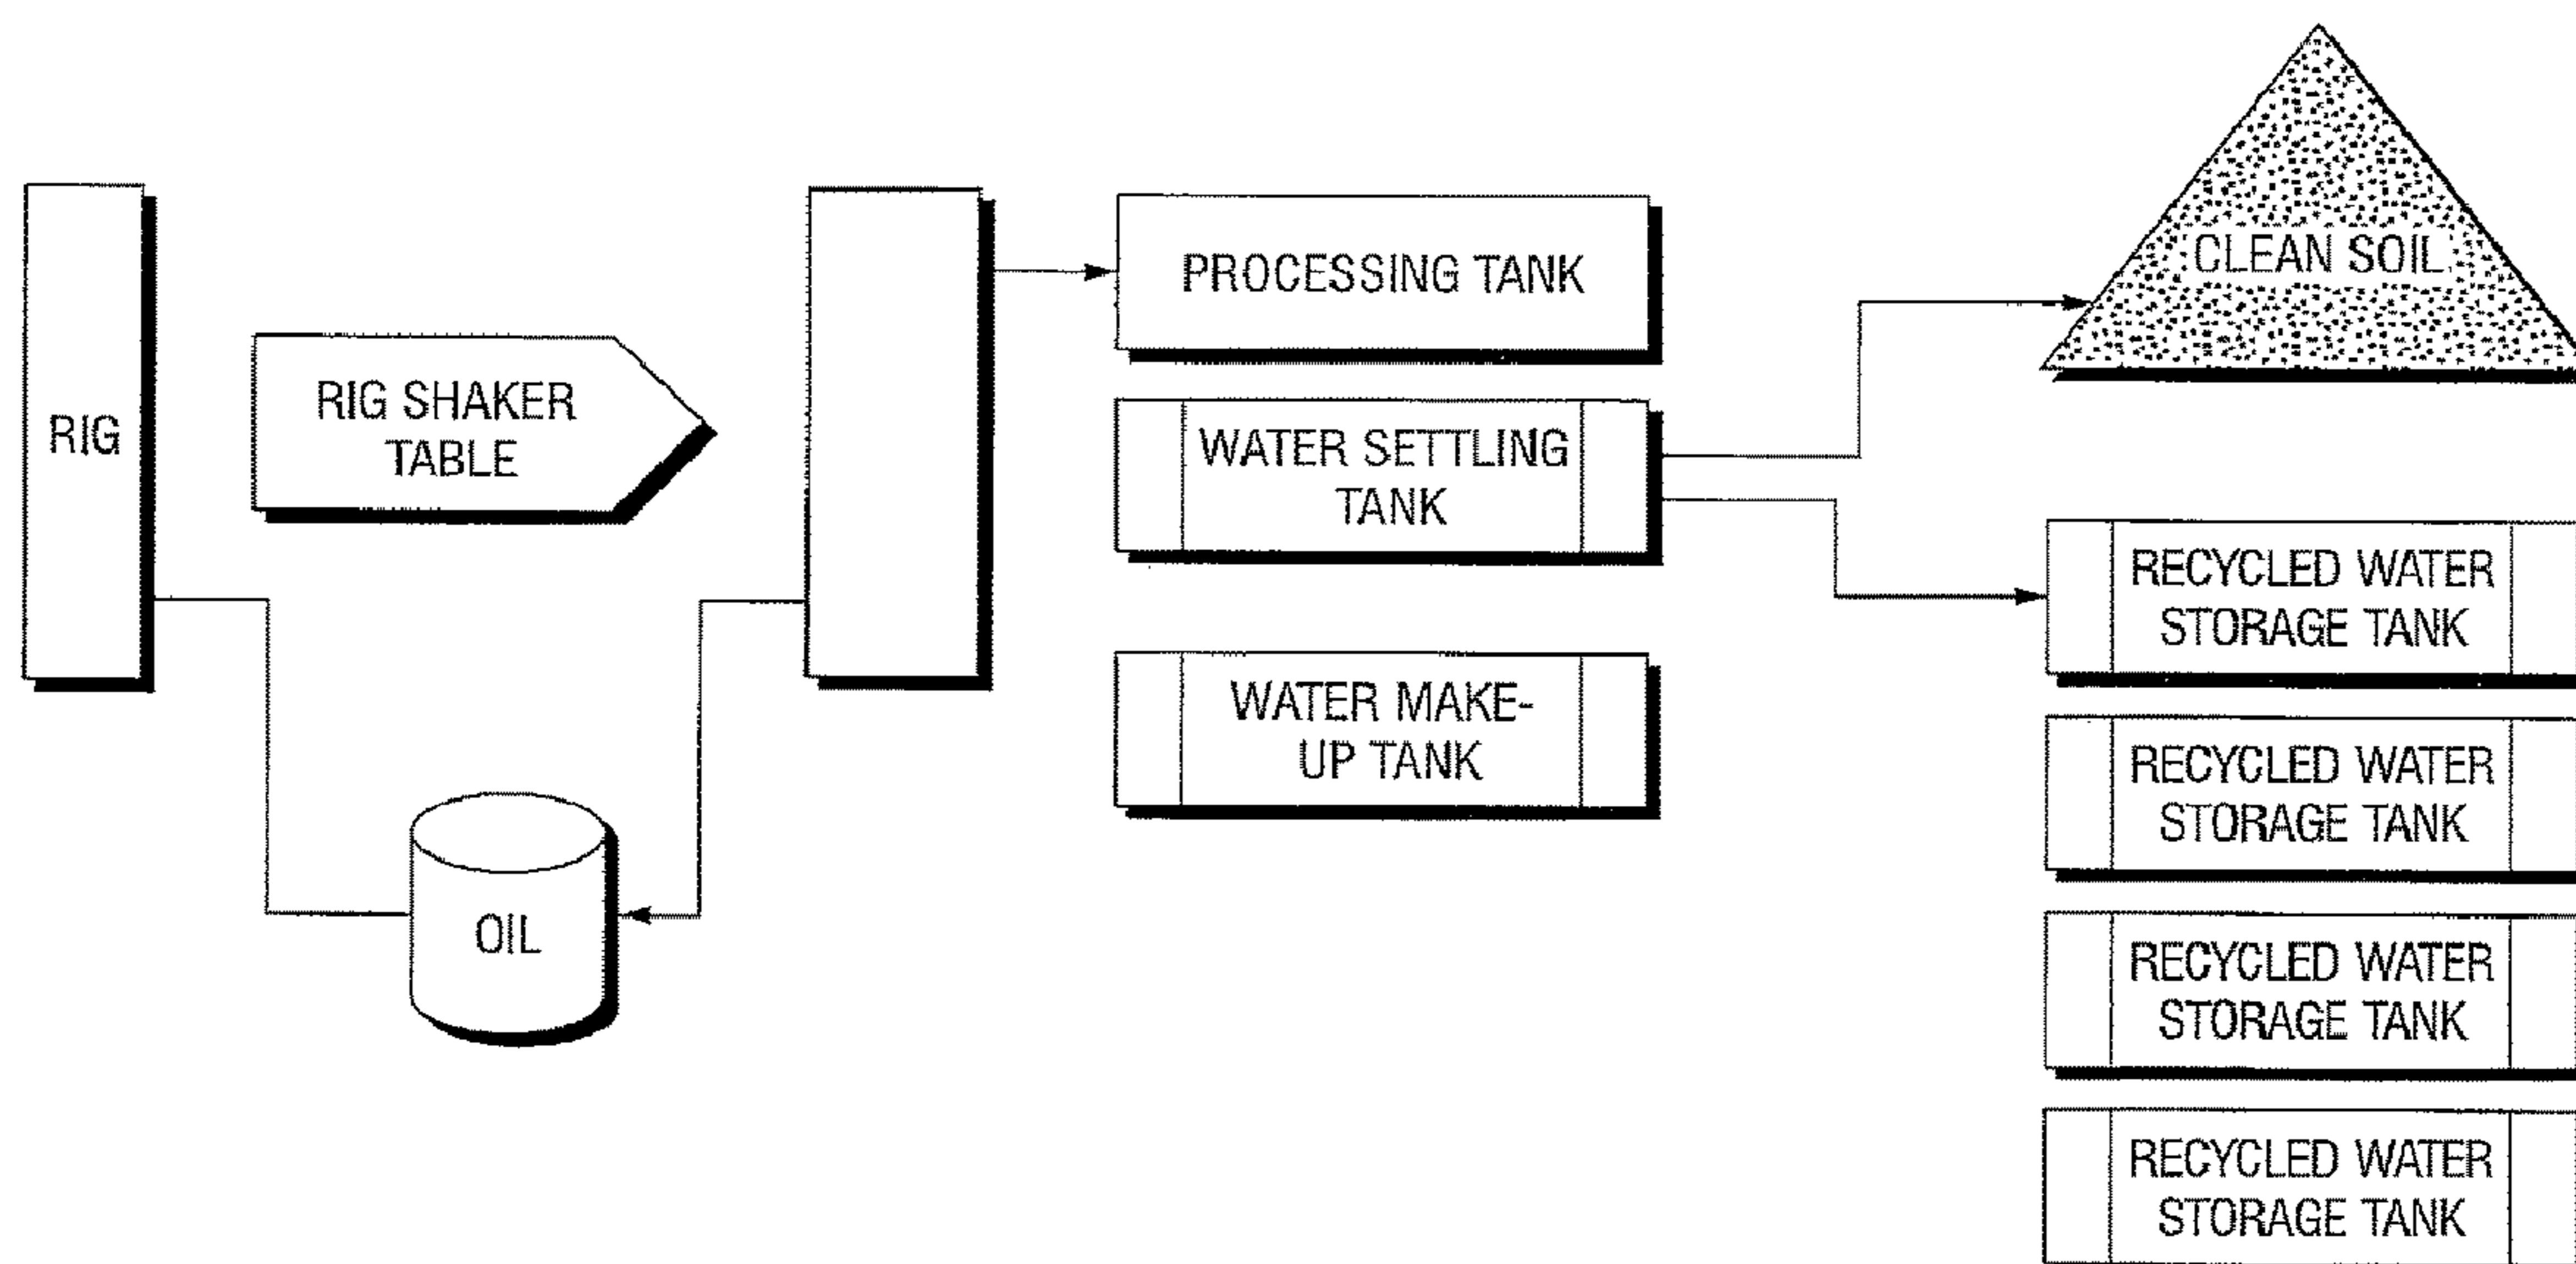 RIG
RIG SHAKER
TABLE
OIL
PROCESSING TANK
WATER SETTLING
TANK
WATER MAKE-
UP TANK
CLEAN SOIL
RECYCLED WATER
STORAGE TANK
RECYCLED WATER
STORAGE TANK
RECYCLED WATER
STORAGE TANK
RECYCLED WATER
STORAGE TANK